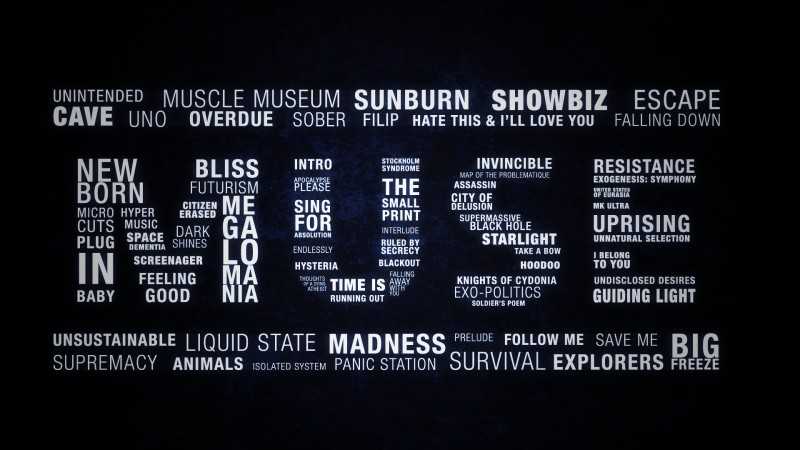 UNINTENDED MUSCLE MUSEUM SUNBURN SHOWBIZ ESCAPE
CAVE UNO OVERDUE SOBER FILIP HATE THIS & I'LL LOVE YOU FALLING DOWN
NEW
BORN
MICRO
CUTS
PLUG
IN
BABY
HYPER
MUSIC
SPACE
DEMENTIA
SCREENAGER
FEELING
GOOD
BLISS
FUTURISM
CITIZEN
ERASED
DARK
SHINES
ME
GA
LO
MA
NIA
INTRO
APOCALYPSE
PLEASE
SING
FOR
ABSOLUTION
ENDLESSLY
HYSTERIA
THOUGHTS
OF A DYING
ATHEIST
TIME IS
RUNNING OUT
STOCKHOLM
SYNDROME
THE
SMALL
PRINT
INTERLUDE
RULED BY
SECRECY
BLACKOUT
FALLING
AWAY
WITH
YOU
INVINCIBLE
MAP OF THE PROBLEMATIQUE
ASSASSIN
CITY OF
DELUSION
SUPERMASSIVE
BLACK HOLE
STARLIGHT
TAKE A BOW
HOODOO
KNIGHTS OF CYDONIA
EXO-POLITICS
SOLDIER'S POEM
RESISTANCE
EXOGENESIS: SYMPHONY
UNITED STATES
OF EURASIA
MK ULTRA
UPRISING
UNNATURAL SELECTION
I BELONG
TO YOU
UNDISCLOSED DESIRES
GUIDING LIGHT
UNSUSTAINABLE LIQUID STATE MADNESS PRELUDE FOLLOW ME SAVE ME BIG
SUPREMACY ANIMALS ISOLATED SYSTEM PANIC STATION SURVIVAL EXPLORERS FREEZE